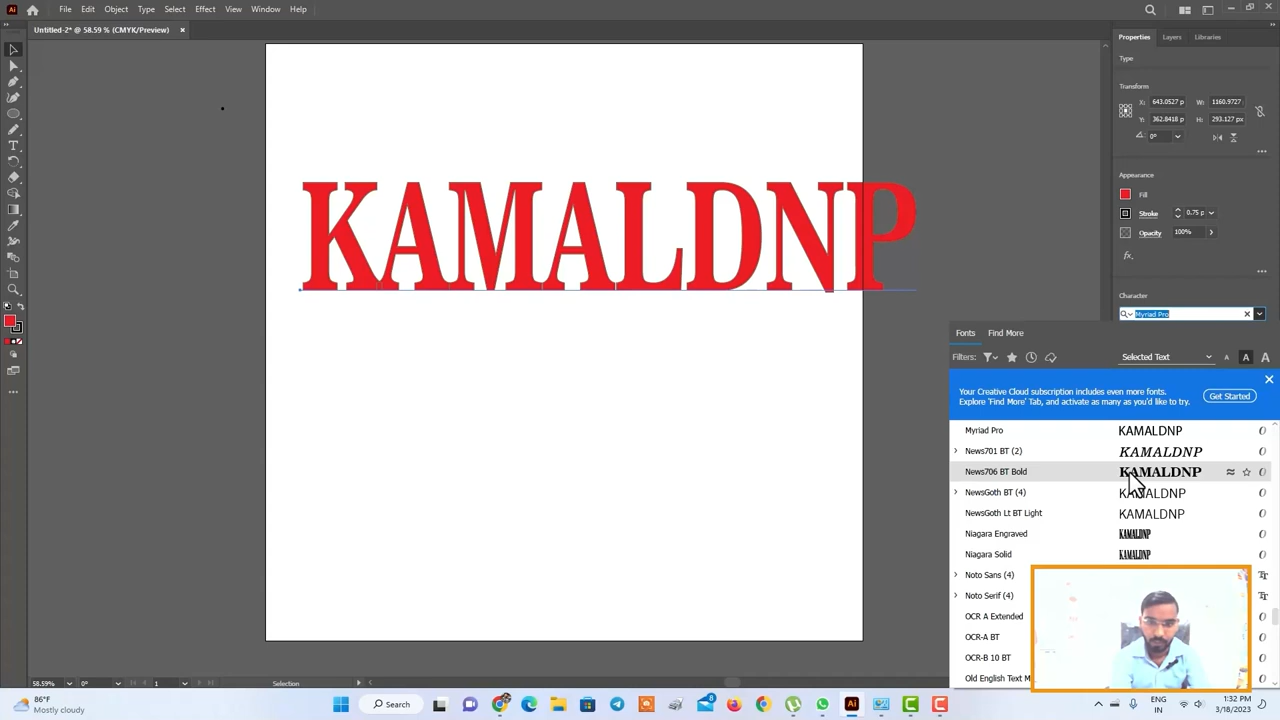 File Edit Object Type Select Effect View Window Help
Untitled-2* @ 58.59 % (CMYK/Preview)
Properties Layers Libraries
Type
Transform
X: 643.0527 p W: 1160.9727
Y: 362.8418 p H: 293.127 px
0°
Appearance
Fill
Stroke 0.75 p
Opacity 100%
fx
Character
Myriad Pro
KAMALDNP
Fonts Find More
Filters: Selected Text
Your Creative Cloud subscription includes even more fonts.
Explore 'Find More' Tab, and activate as many as you'd like to try.
Get Started
Myriad Pro KAMALDNP
News701 BT (2) KAMALDNP
News706 BT Bold KAMALDNP
NewsGoth BT (4) KAMALDNP
NewsGoth Lt BT Light KAMALDNP
Niagara Engraved KAMALDNP
Niagara Solid KAMALDNP
Noto Sans (4)
Noto Serif (4)
OCR A Extended
OCR-A BT
OCR-B 10 BT
Old English Text M
58.59% 0° 1 Selection
86°F
Mostly cloudy
Search
ENG
IN
1:32 PM
3/18/2023